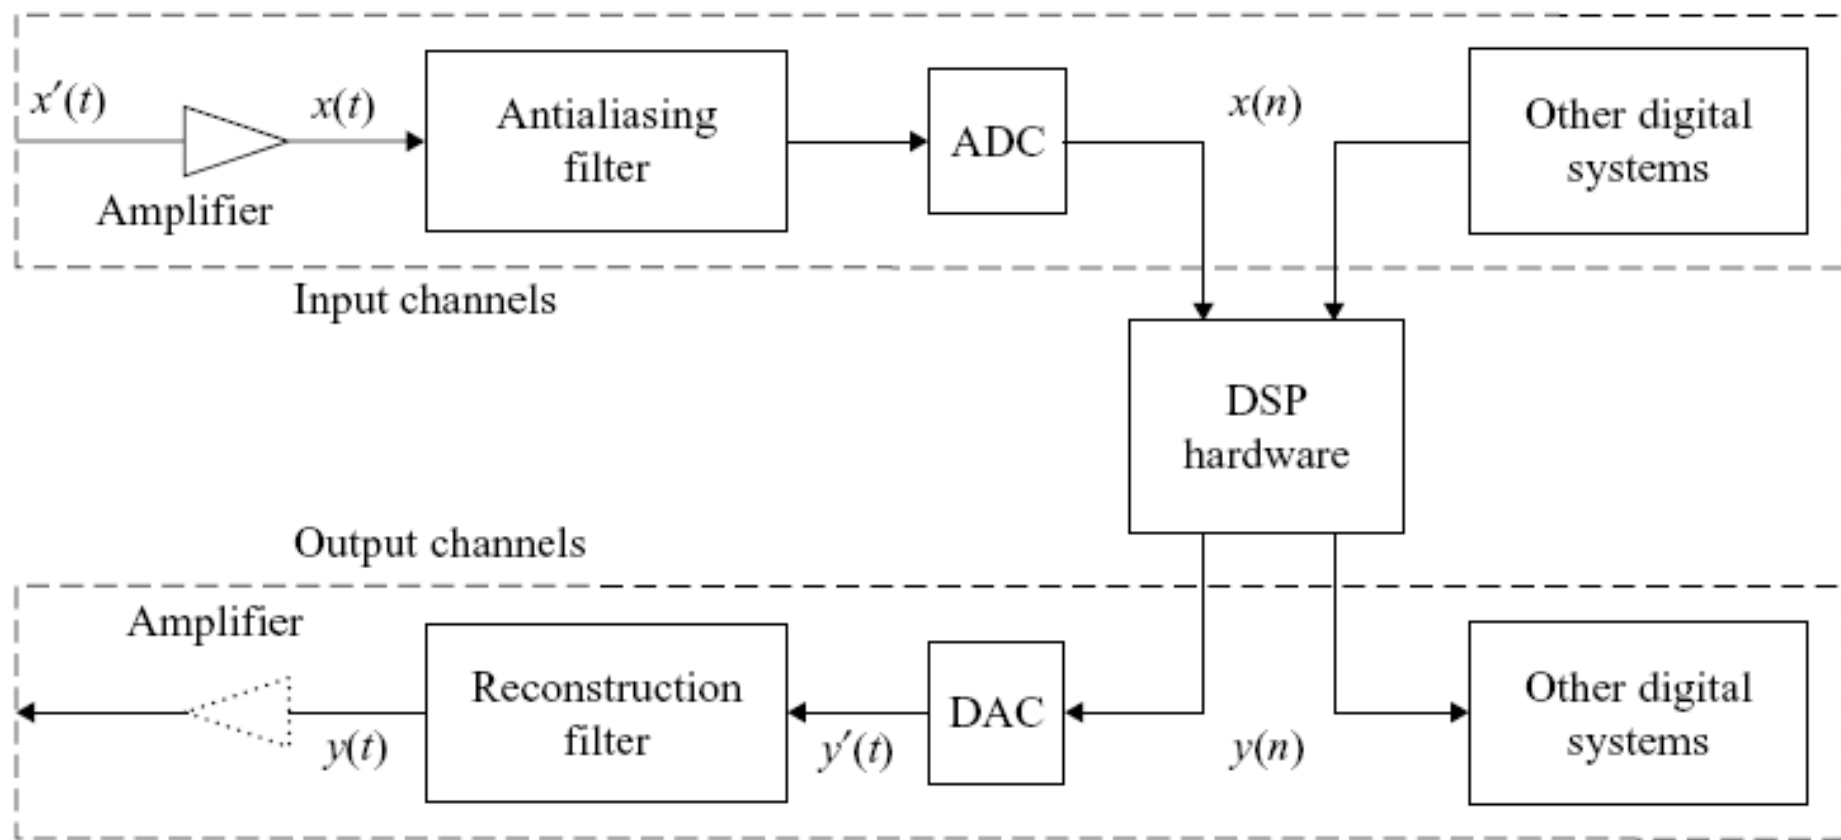 x′(t)
x(t)
Amplifier
Antialiasing
filter
ADC
x(n)
Other digital
systems
Input channels
DSP
hardware
Output channels
Amplifier
y(t)
Reconstruction
filter
y′(t)
DAC
y(n)
Other digital
systems